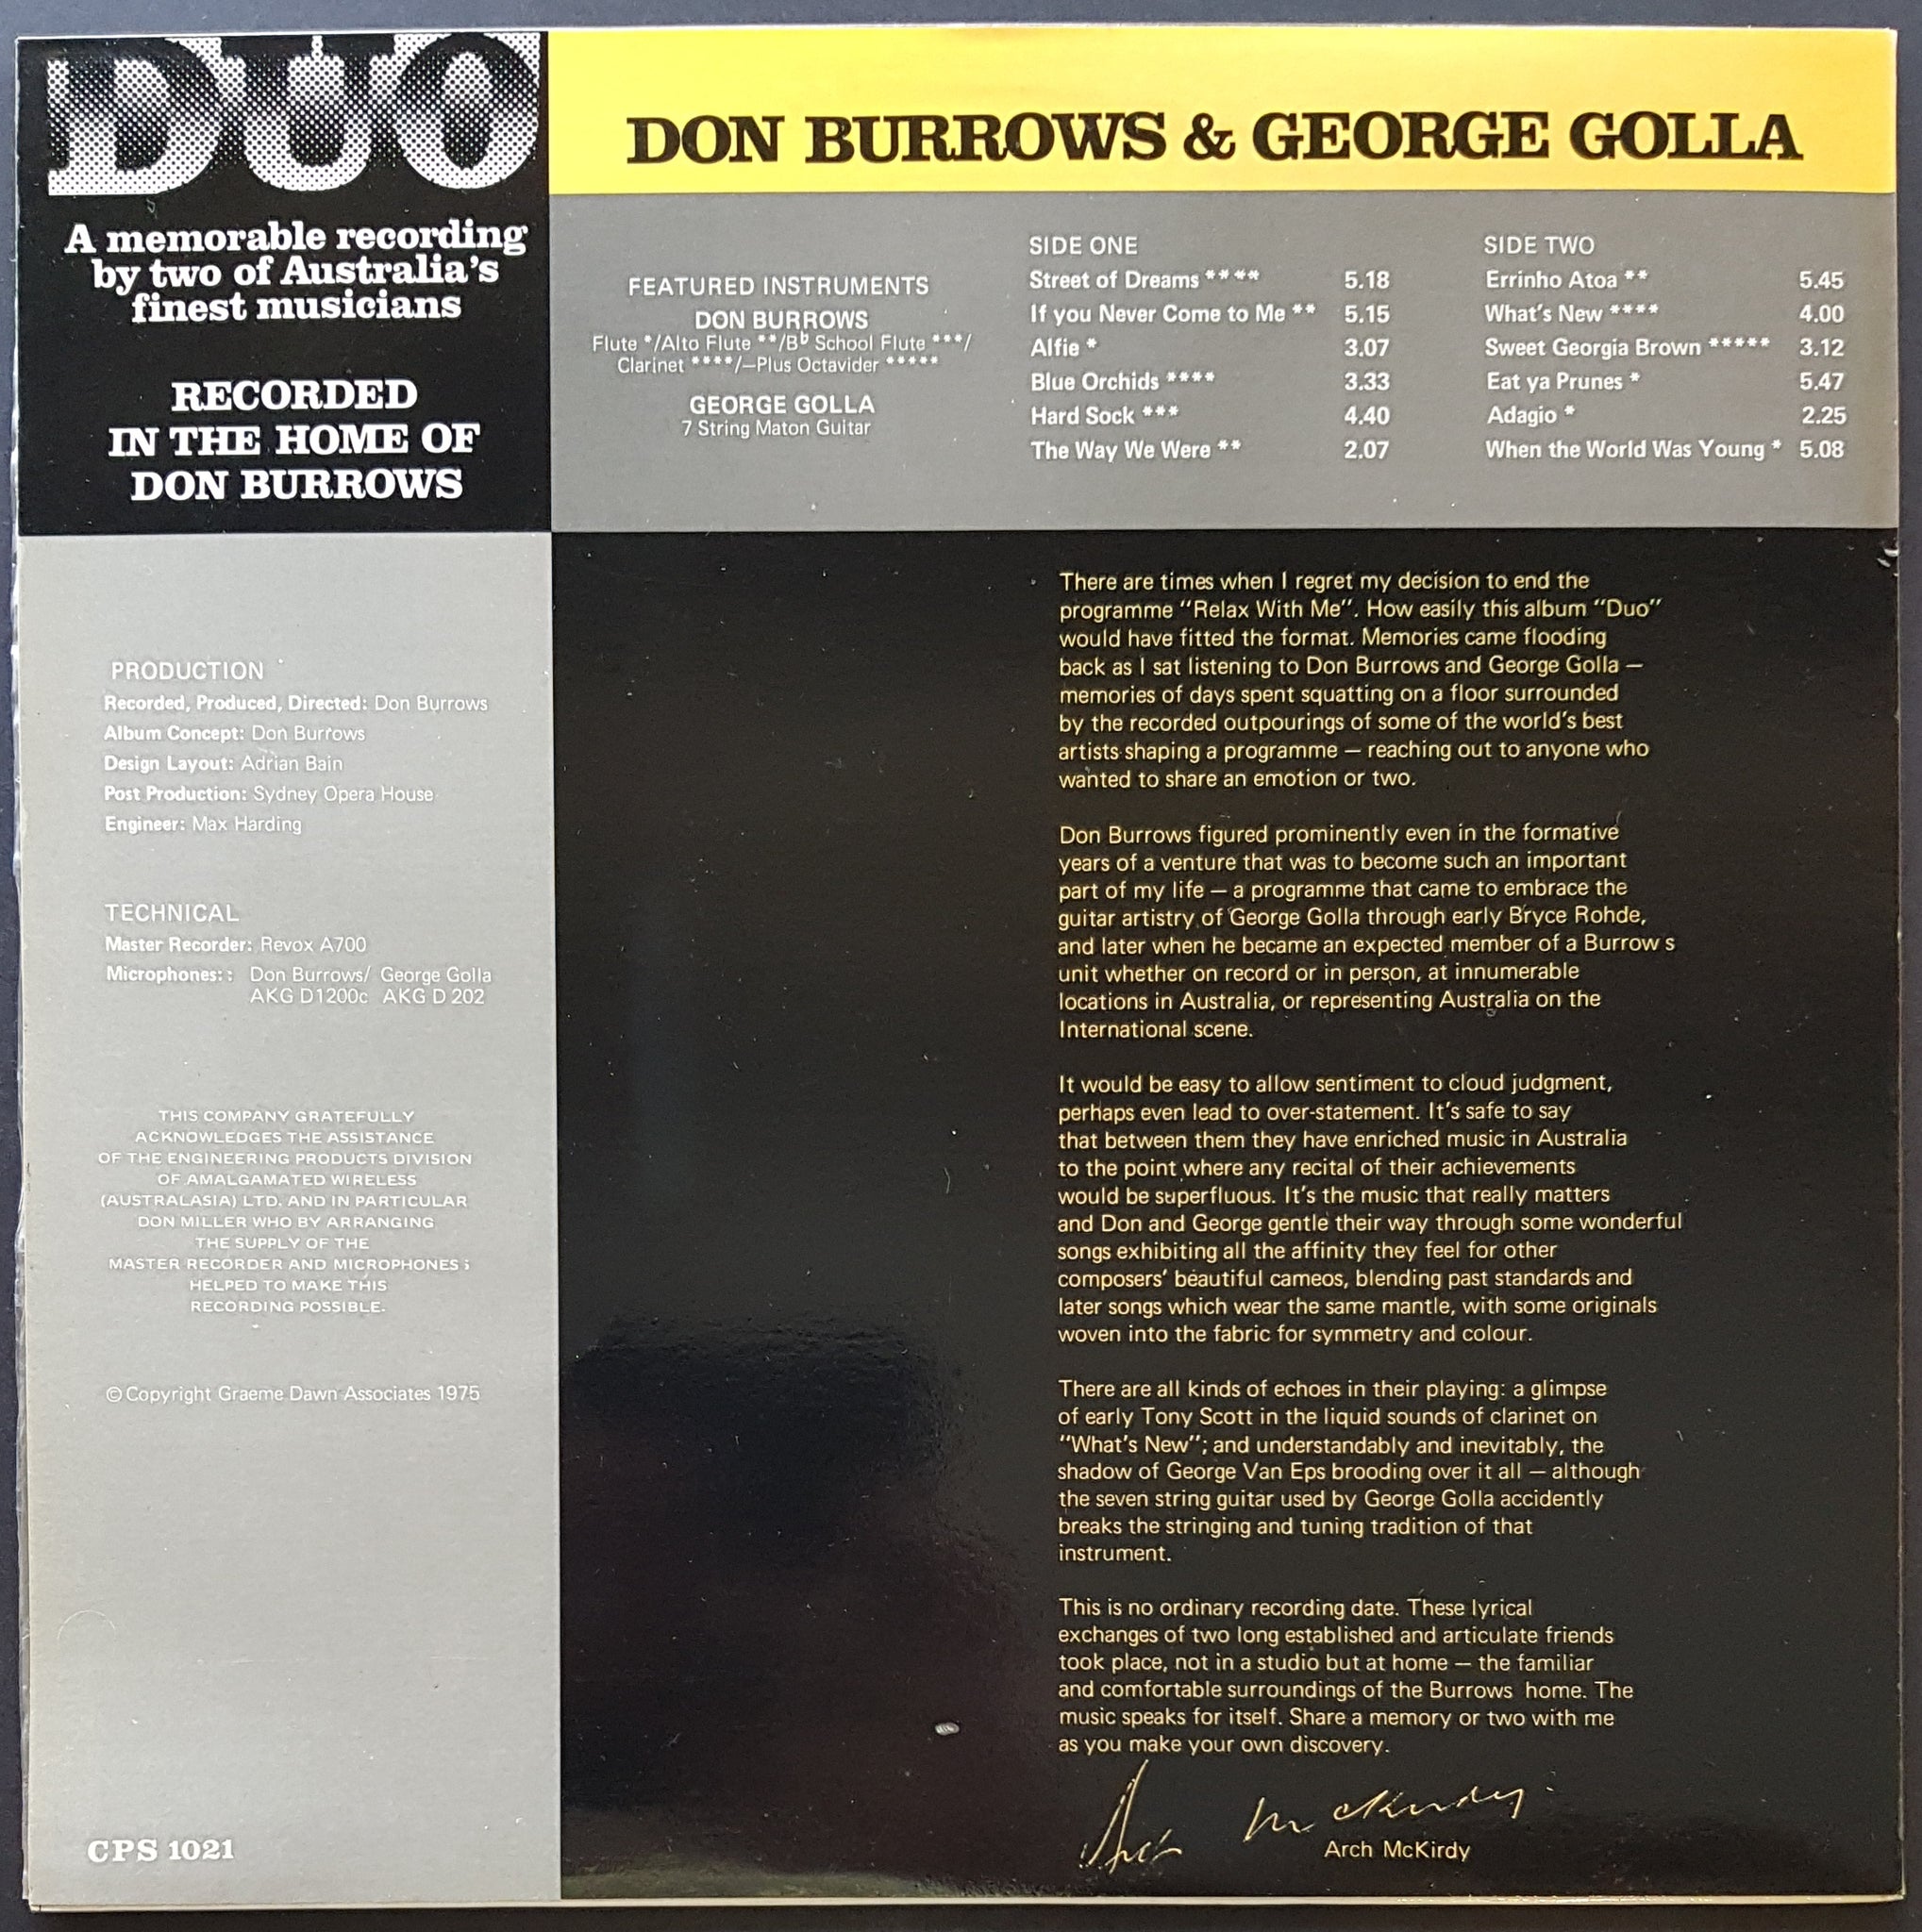 DUO
A memorable recording
by two of Australia's
finest musicians
RECORDED
IN THE HOME OF
DON BURROWS
DON BURROWS & GEORGE GOLLA
FEATURED INSTRUMENTS
DON BURROWS
Flute */Alto Flute **/B♭ School Flute ***/
Clarinet ****/—Plus Octavider *****
GEORGE GOLLA
7 String Maton Guitar
SIDE ONE
Street of Dreams **** 5.18
If you Never Come to Me ** 5.15
Alfie * 3.07
Blue Orchids **** 3.33
Hard Sock *** 4.40
The Way We Were ** 2.07
SIDE TWO
Errinho Atoa ** 5.45
What's New **** 4.00
Sweet Georgia Brown ***** 3.12
Eat ya Prunes * 5.47
Adagio * 2.25
When the World Was Young * 5.08
PRODUCTION
Recorded, Produced, Directed: Don Burrows
Album Concept: Don Burrows
Design Layout: Adrian Bain
Post Production: Sydney Opera House
Engineer: Max Harding
TECHNICAL
Master Recorder: Revox A700
Microphones: : Don Burrows/ George Golla
AKG D1200c AKG D 202
THIS COMPANY GRATEFULLY
ACKNOWLEDGES THE ASSISTANCE
OF THE ENGINEERING PRODUCTS DIVISION
OF AMALGAMATED WIRELESS
(AUSTRALASIA) LTD. AND IN PARTICULAR
DON MILLER WHO BY ARRANGING
THE SUPPLY OF THE
MASTER RECORDER AND MICROPHONES ;
HELPED TO MAKE THIS
RECORDING POSSIBLE.
© Copyright Graeme Dawn Associates 1975
CPS 1021
There are times when I regret my decision to end the
programme "Relax With Me". How easily this album "Duo"
would have fitted the format. Memories came flooding
back as I sat listening to Don Burrows and George Golla —
memories of days spent squatting on a floor surrounded
by the recorded outpourings of some of the world's best
artists shaping a programme — reaching out to anyone who
wanted to share an emotion or two.
Don Burrows figured prominently even in the formative
years of a venture that was to become such an important
part of my life — a programme that came to embrace the
guitar artistry of George Golla through early Bryce Rohde,
and later when he became an expected member of a Burrow s
unit whether on record or in person, at innumerable
locations in Australia, or representing Australia on the
International scene.
It would be easy to allow sentiment to cloud judgment,
perhaps even lead to over-statement. It's safe to say
that between them they have enriched music in Australia
to the point where any recital of their achievements
would be superfluous. It's the music that really matters
and Don and George gentle their way through some wonderful
songs exhibiting all the affinity they feel for other
composers' beautiful cameos, blending past standards and
later songs which wear the same mantle, with some originals
woven into the fabric for symmetry and colour.
There are all kinds of echoes in their playing: a glimpse
of early Tony Scott in the liquid sounds of clarinet on
"What's New"; and understandably and inevitably, the
shadow of George Van Eps brooding over it all — although
the seven string guitar used by George Golla accidently
breaks the stringing and tuning tradition of that
instrument.
This is no ordinary recording date. These lyrical
exchanges of two long established and articulate friends
took place, not in a studio but at home — the familiar
and comfortable surroundings of the Burrows home. The
music speaks for itself. Share a memory or two with me
as you make your own discovery.
Arch McKirdy
Arch McKirdy